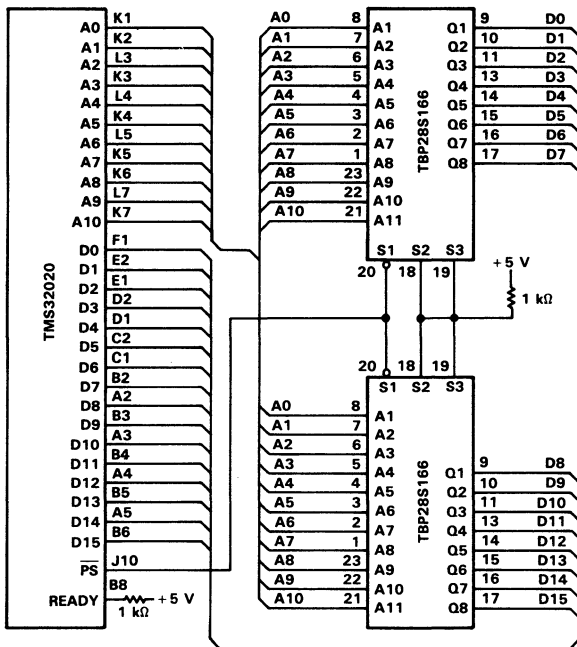 TMS32020
A0 K1
A1 K2
A2 L3
A3 K3
A4 L4
A5 K4
A6 L5
A7 K5
A8 K6
A9 L7
A10 K7
D0 F1
D1 E2
D2 E1
D3 D2
D4 D1
D5 C2
D6 C1
D7 B2
D8 A2
D9 B3
D10 A3
D11 B4
D12 A4
D13 B5
D14 A5
D15 B6
PS J10
B8
READY +5 V
1 kΩ
TBP28S166
A0 8 A1 Q1 9 D0
A1 7 A2 Q2 10 D1
A2 6 A3 Q3 11 D2
A3 5 A4 Q4 13 D3
A4 4 A5 Q5 14 D4
A5 3 A6 Q6 15 D5
A6 2 A7 Q7 16 D6
A7 1 A8 Q8 17 D7
A8 23 A9
A9 22 A10
A10 21 A11
S1 S2 S3
20 18 19
+5 V
1 kΩ
20 18 19
S1 S2 S3
TBP28S166
A0 8 A1
A1 7 A2
A2 6 A3
A3 5 A4 Q1 9 D8
A4 4 A5 Q2 10 D9
A5 3 A6 Q3 11 D10
A6 2 A7 Q4 13 D11
A7 1 A8 Q5 14 D12
A8 23 A9 Q6 15 D13
A9 22 A10 Q7 16 D14
A10 21 A11 Q8 17 D15